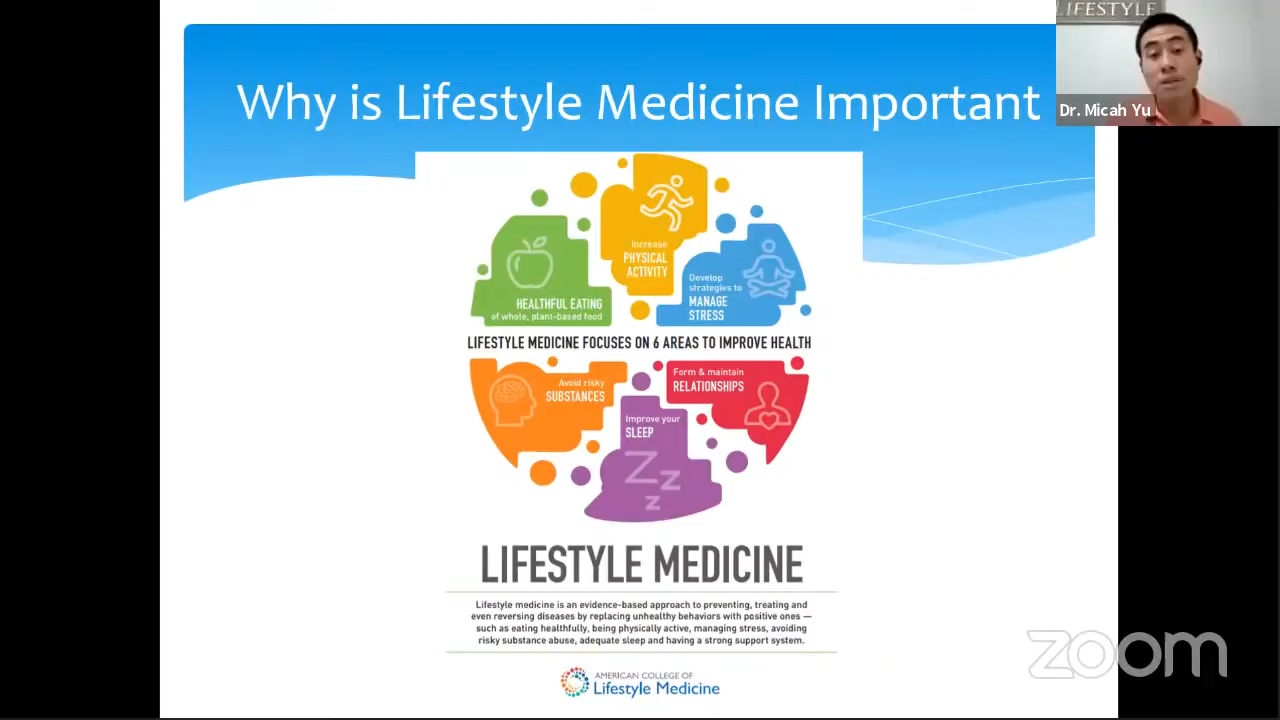 LIFESTYLE
Why is Lifestyle Medicine Important
Dr. Micah Yu
Increase
PHYSICAL
ACTIVITY
HEALTHFUL EATING
of whole, plant-based food
Develop
strategies to
MANAGE
STRESS
LIFESTYLE MEDICINE FOCUSES ON 6 AREAS TO IMPROVE HEALTH
Avoid risky
SUBSTANCES
Improve your
SLEEP
Z Z
Z
Form & maintain
RELATIONSHIPS
LIFESTYLE MEDICINE
Lifestyle medicine is an evidence-based approach to preventing, treating and
even reversing diseases by replacing unhealthy behaviors with positive ones —
such as eating healthfully, being physically active, managing stress, avoiding
risky substance abuse, adequate sleep and having a strong support system.
AMERICAN COLLEGE OF
Lifestyle Medicine
zoom